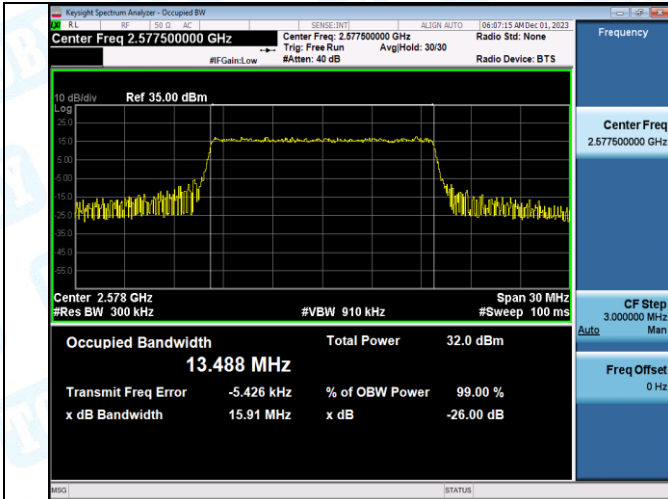 Keysight Spectrum Analyzer - Occupied BW
RL RF 50 Ω AC SENSE:INT ALIGN AUTO 06:07:15 AM Dec 01, 2023
Center Freq 2.577500000 GHz
Center Freq: 2.577500000 GHz
Radio Std: None
Trig: Free Run Avg|Hold: 30/30
#IFGain:Low
#Atten: 40 dB
Radio Device: BTS
10 dB/div Ref 35.00 dBm
Log
25.0
15.0
5.00
-5.00
-15.0
-25.0
-35.0
-45.0
-55.0
Center 2.578 GHz Span 30 MHz
#Res BW 300 kHz #VBW 910 kHz #Sweep 100 ms
Occupied Bandwidth Total Power 32.0 dBm
13.488 MHz
Transmit Freq Error -5.426 kHz % of OBW Power 99.00 %
x dB Bandwidth 15.91 MHz x dB -26.00 dB
MSG STATUS
Frequency
Center Freq
2.577500000 GHz
CF Step
3.000000 MHz
Auto Man
Freq Offset
0 Hz